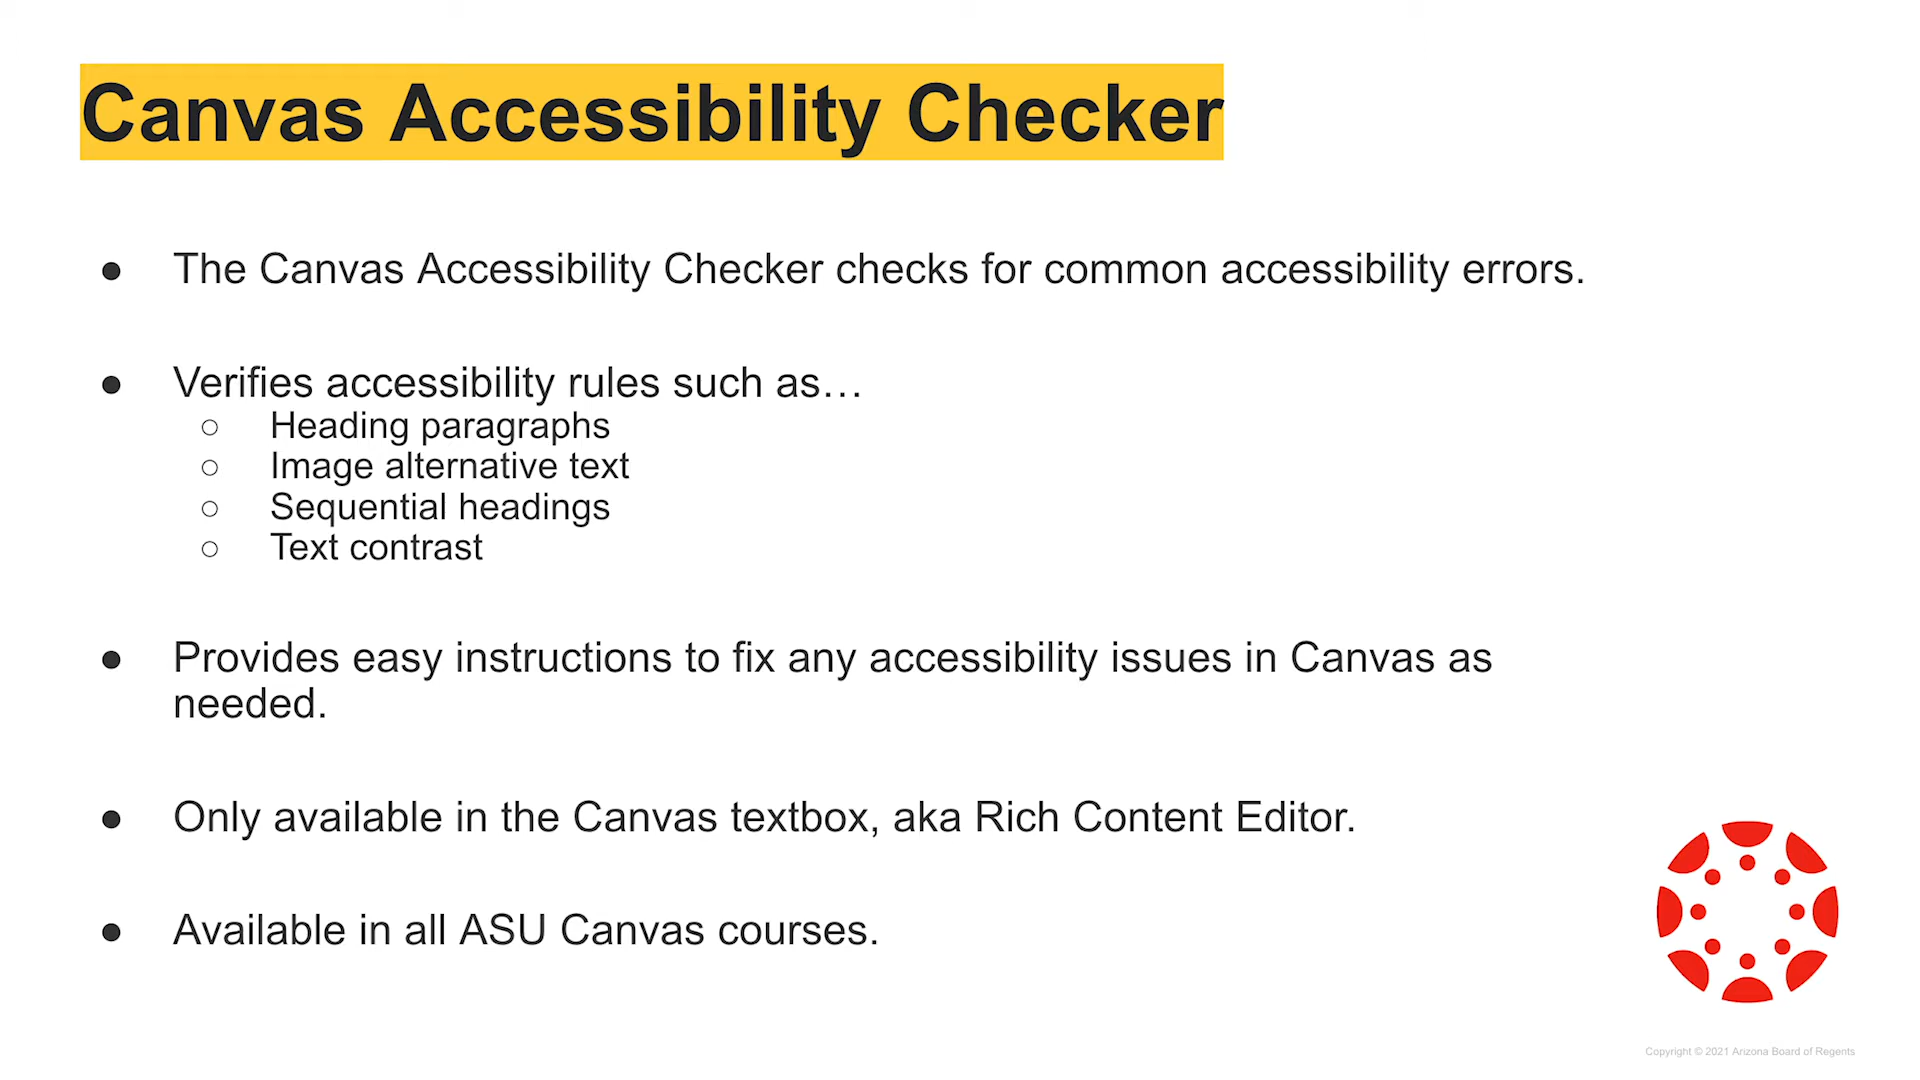 Canvas Accessibility Checker
● The Canvas Accessibility Checker checks for common accessibility errors.
● Verifies accessibility rules such as…
○ Heading paragraphs
○ Image alternative text
○ Sequential headings
○ Text contrast
● Provides easy instructions to fix any accessibility issues in Canvas as
needed.
● Only available in the Canvas textbox, aka Rich Content Editor.
● Available in all ASU Canvas courses.
Copyright © 2021 Arizona Board of Regents